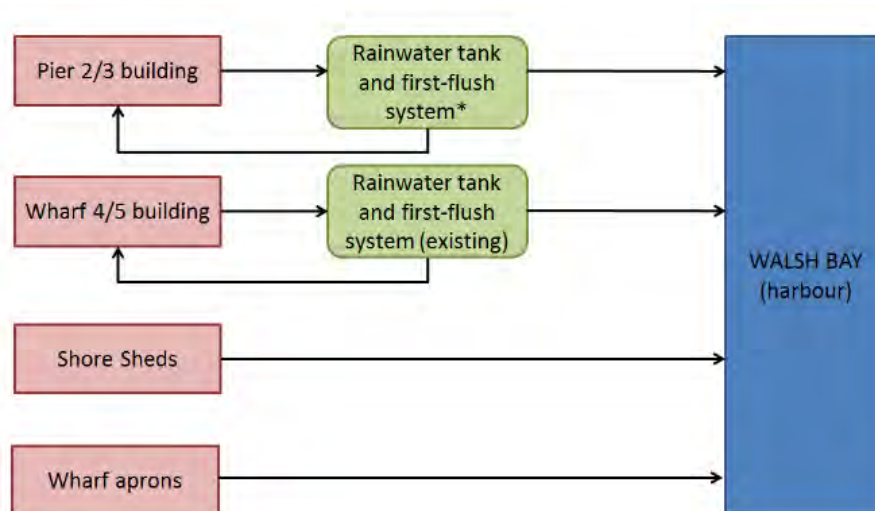 Pier 2/3 building
Rainwater tank
and first-flush
system*
Wharf 4/5 building
Rainwater tank
and first-flush
system (existing)
WALSH BAY
(harbour)
Shore Sheds
Wharf aprons